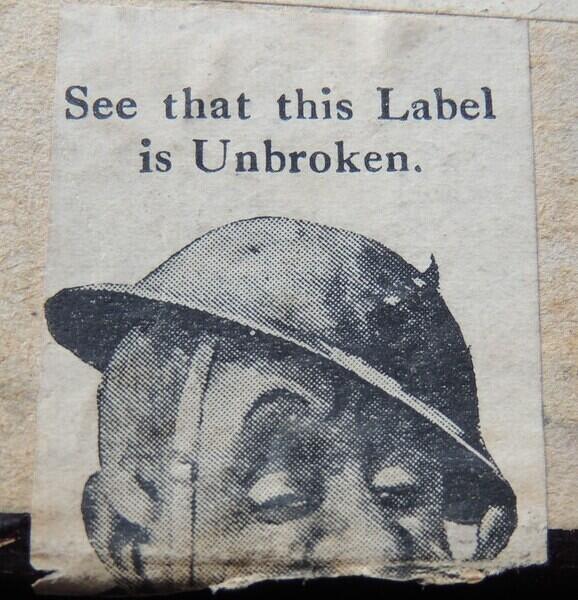 See that this Label
is Unbroken.